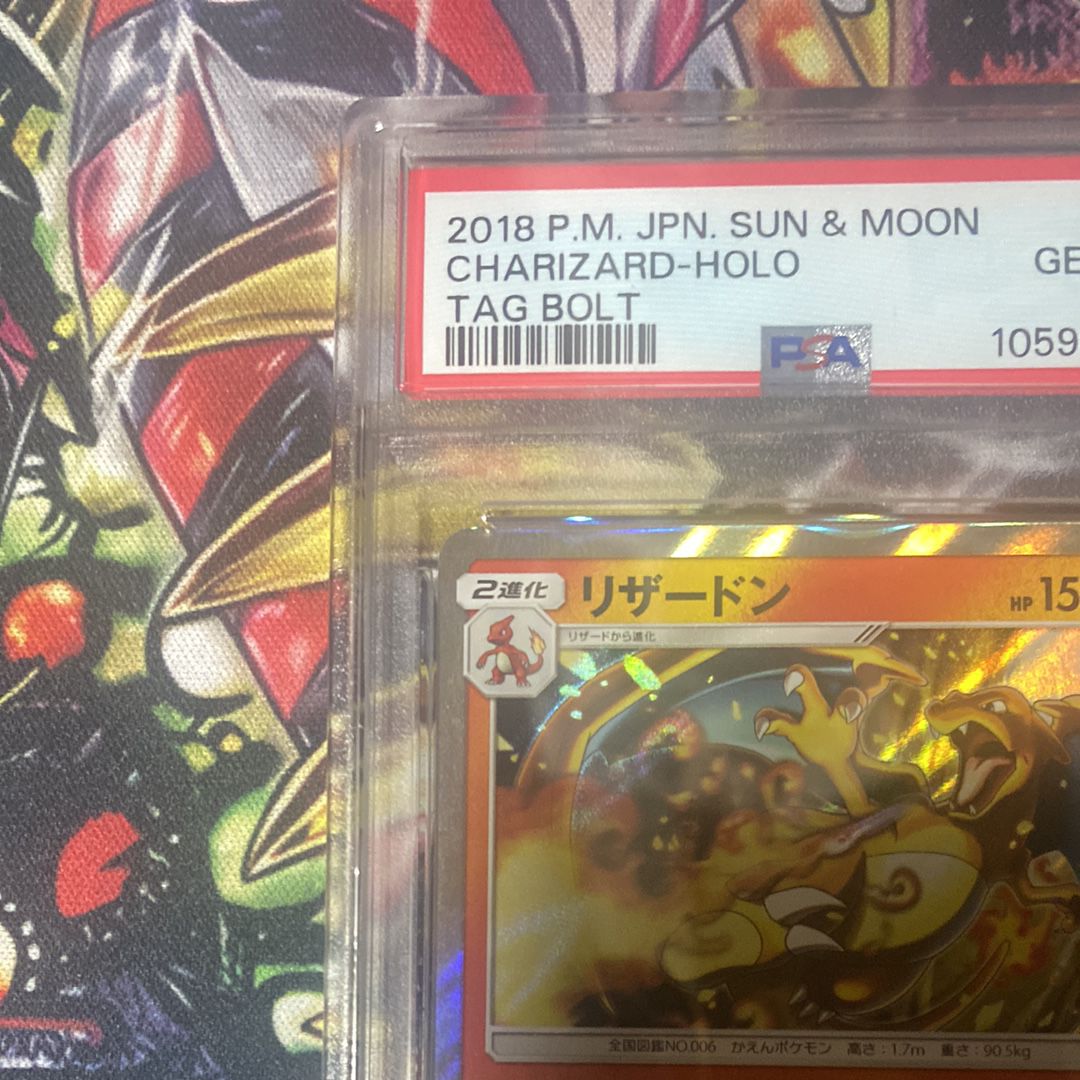 2018 P.M. JPN. SUN & MOON
CHARIZARD-HOLO GE
TAG BOLT
PSA 1059
2進化 リザードン HP 15
リザードから進化
全国図鑑NO.006 かえんポケモン 高さ:1.7m 重さ:90.5kg